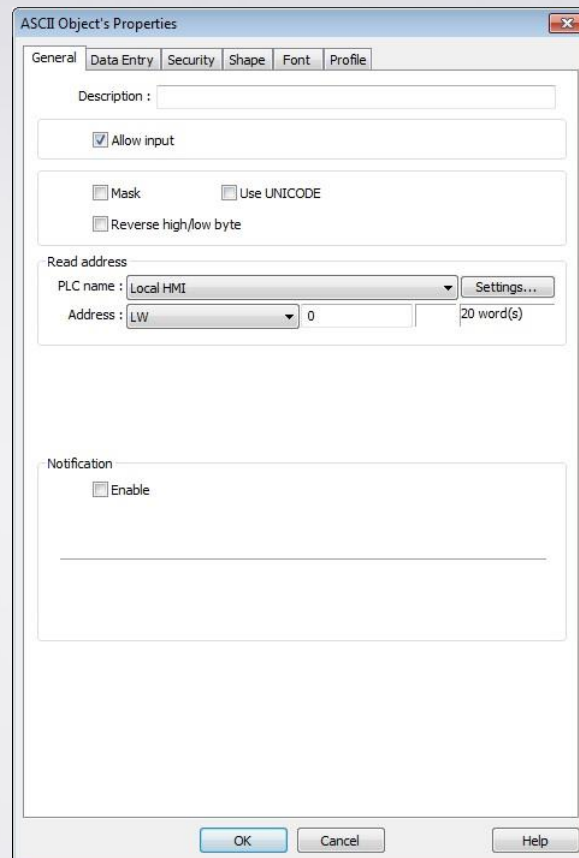 ASCII Object's Properties
General Data Entry Security Shape Font Profile
Description :
Allow input
Mask Use UNICODE
Reverse high/low byte
Read address
PLC name : Local HMI Settings...
Address : LW 0 20 word(s)
Notification
Enable
OK Cancel Help